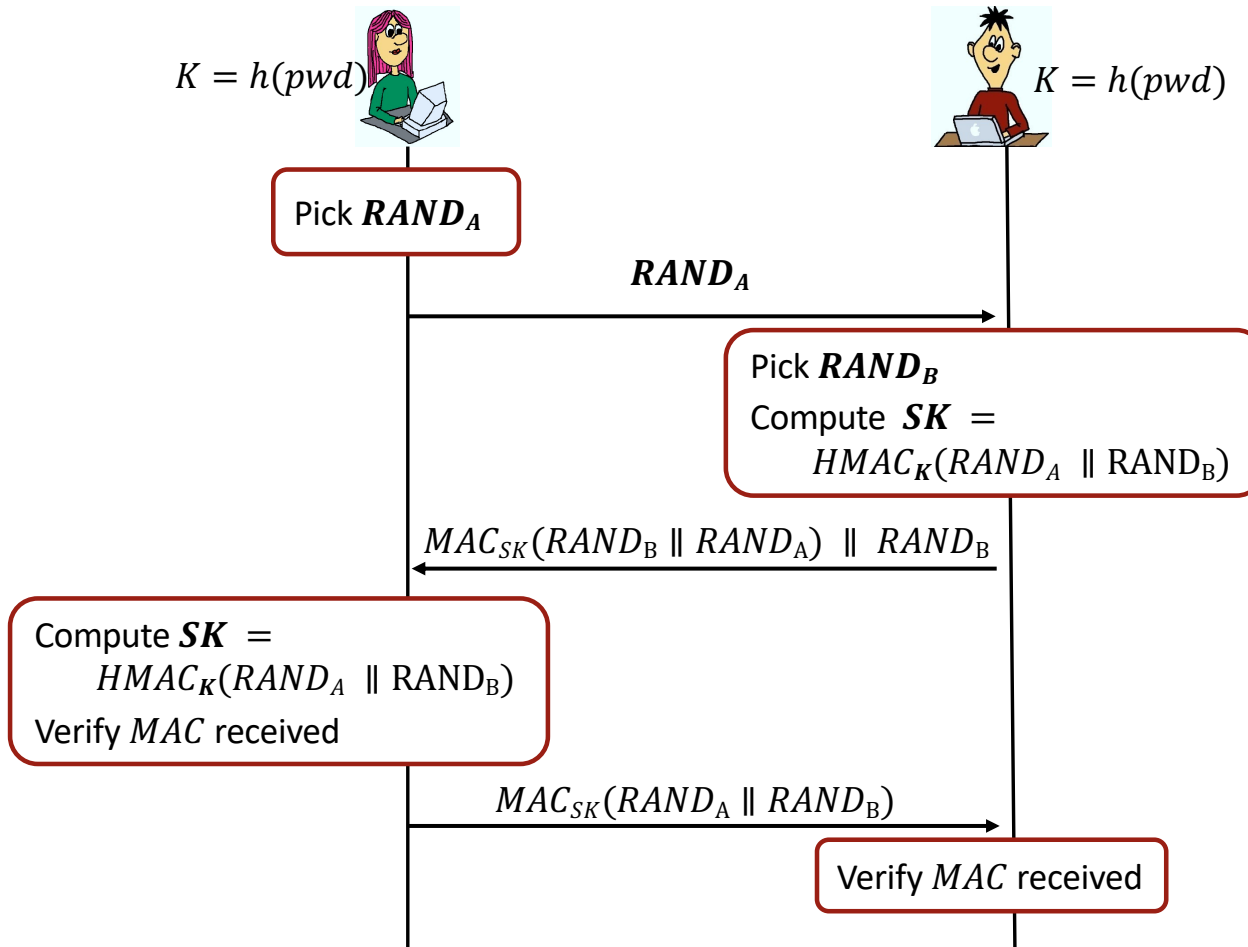 K = h(pwd)
K = h(pwd)
Pick RAND_A
RAND_A
Pick RAND_B
Compute SK =
HMAC_K(RAND_A ∥ RAND_B)
MAC_SK(RAND_B ∥ RAND_A) ∥ RAND_B
Compute SK =
HMAC_K(RAND_A ∥ RAND_B)
Verify MAC received
MAC_SK(RAND_A ∥ RAND_B)
Verify MAC received